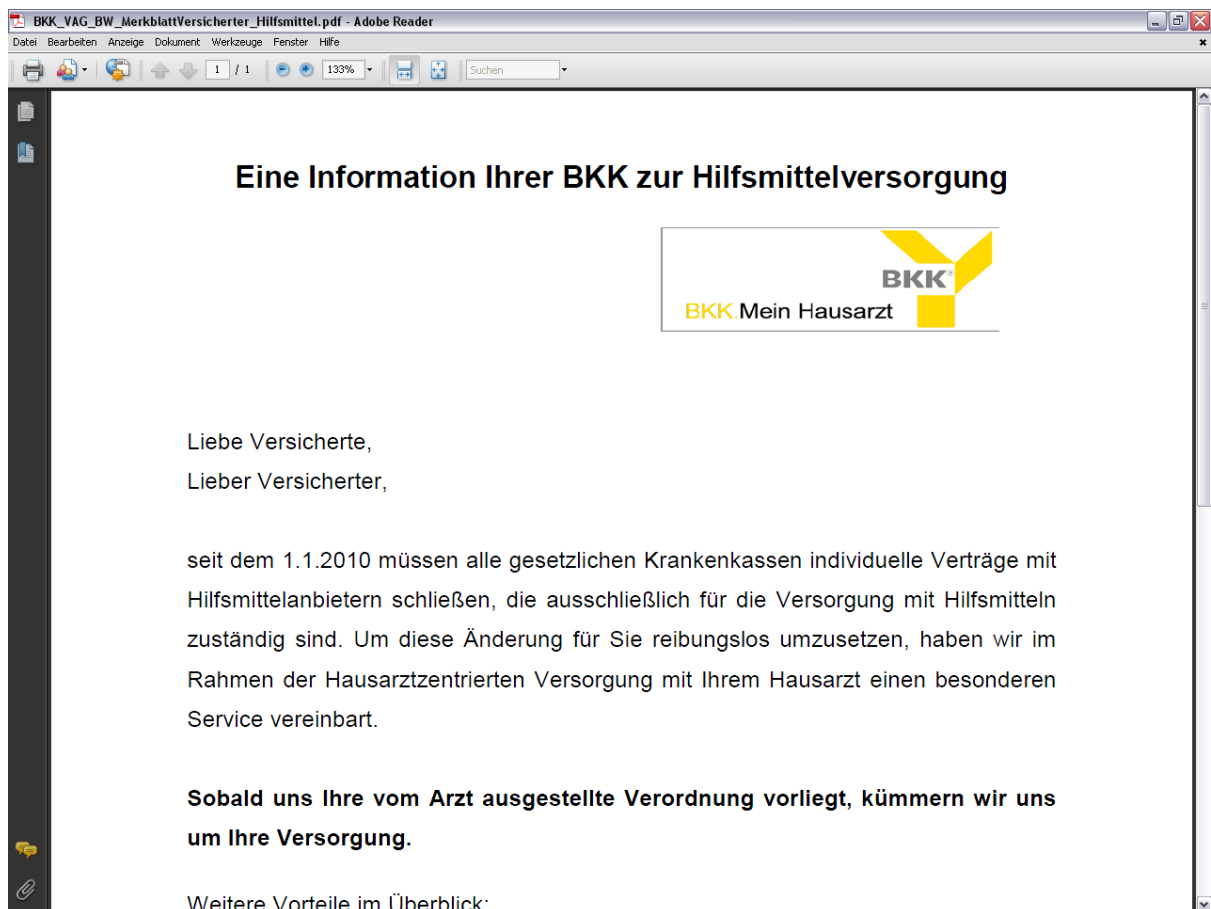 BKK_VAG_BW_MerkblattVersicherter_Hilfsmittel.pdf - Adobe Reader
Datei Bearbeiten Anzeige Dokument Werkzeuge Fenster Hilfe
1 / 1 133% Suchen
Eine Information Ihrer BKK zur Hilfsmittelversorgung
BKK®
BKK.Mein Hausarzt
Liebe Versicherte,
Lieber Versicherter,
seit dem 1.1.2010 müssen alle gesetzlichen Krankenkassen individuelle Verträge mit
Hilfsmittelanbietern schließen, die ausschließlich für die Versorgung mit Hilfsmitteln
zuständig sind. Um diese Änderung für Sie reibungslos umzusetzen, haben wir im
Rahmen der Hausarztzentrierten Versorgung mit Ihrem Hausarzt einen besonderen
Service vereinbart.
Sobald uns Ihre vom Arzt ausgestellte Verordnung vorliegt, kümmern wir uns
um Ihre Versorgung.
Weitere Vorteile im Überblick: